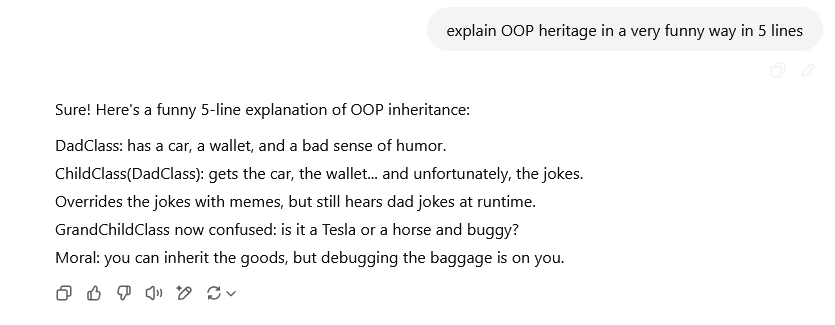 explain OOP heritage in a very funny way in 5 lines
Sure! Here's a funny 5-line explanation of OOP inheritance:
DadClass: has a car, a wallet, and a bad sense of humor.
ChildClass(DadClass): gets the car, the wallet... and unfortunately, the jokes.
Overrides the jokes with memes, but still hears dad jokes at runtime.
GrandChildClass now confused: is it a Tesla or a horse and buggy?
Moral: you can inherit the goods, but debugging the baggage is on you.